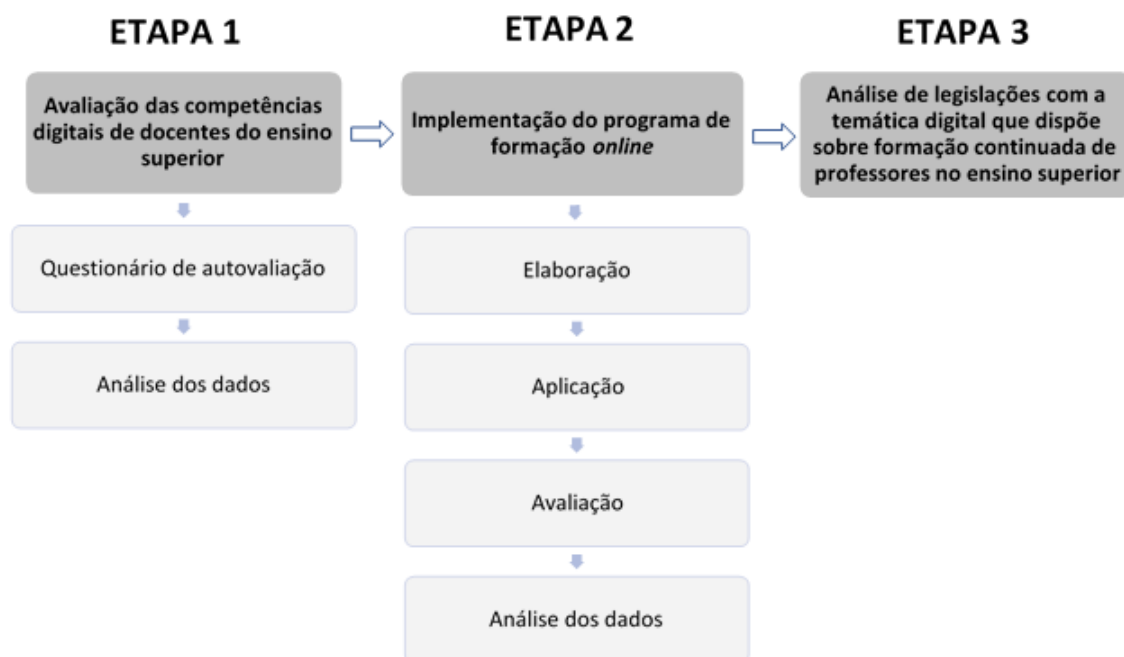 ETAPA 1
Avaliação das competências
digitais de docentes do ensino
superior
Questionário de autovaliação
Análise dos dados
ETAPA 2
Implementação do programa de
formação online
Elaboração
Aplicação
Avaliação
Análise dos dados
ETAPA 3
Análise de legislações com a
temática digital que dispõe
sobre formação continuada de
professores no ensino superior